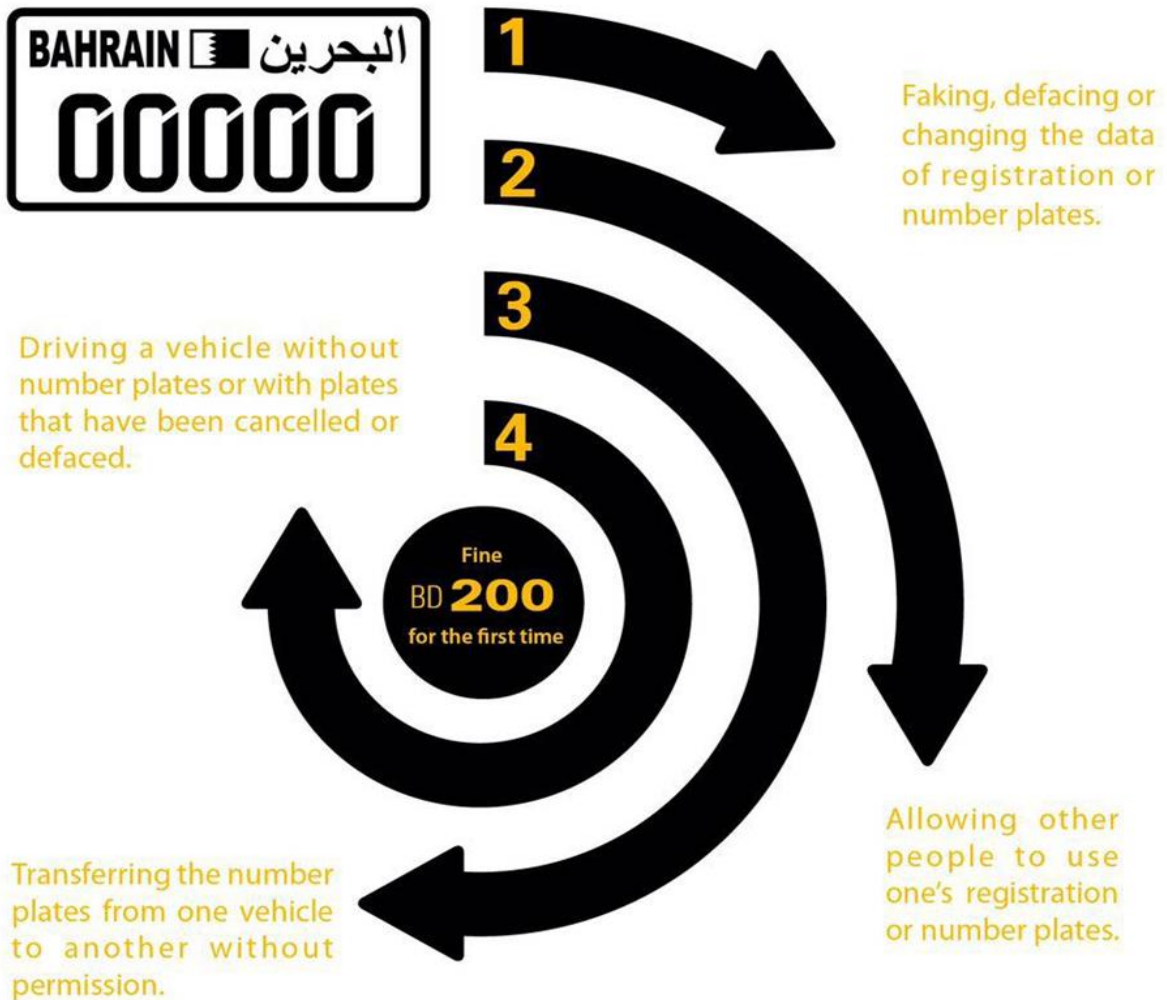 BAHRAIN البحرين
00000
1
Faking, defacing or
changing the data
of registration or
number plates.
2
3
Driving a vehicle without
number plates or with plates
that have been cancelled or
defaced.
4
Fine
BD 200
for the first time
Allowing other
people to use
one's registration
or number plates.
Transferring the number
plates from one vehicle
to another without
permission.